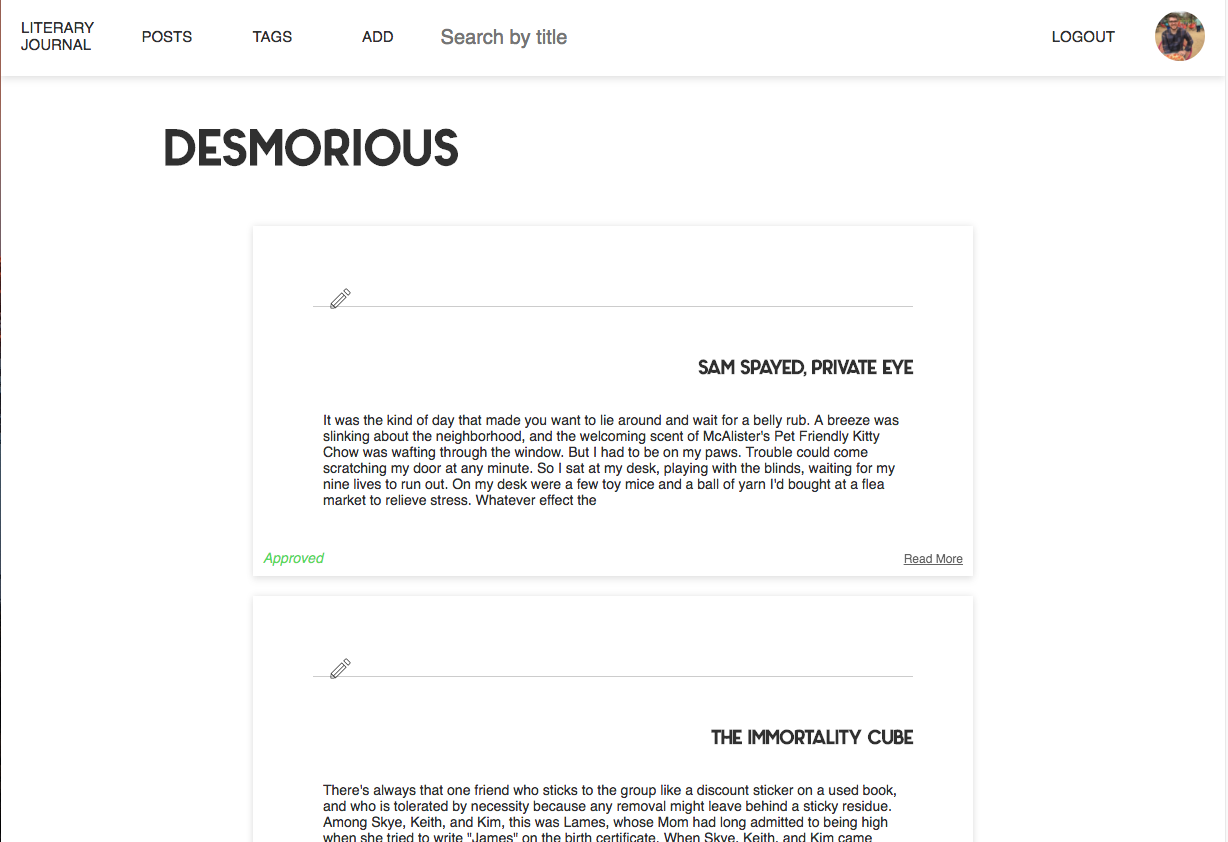 LITERARY
JOURNAL
POSTS
TAGS
ADD
Search by title
LOGOUT
DESMORIOUS
SAM SPAYED, PRIVATE EYE
It was the kind of day that made you want to lie around and wait for a belly rub. A breeze was
slinking about the neighborhood, and the welcoming scent of McAlister's Pet Friendly Kitty
Chow was wafting through the window. But I had to be on my paws. Trouble could come
scratching my door at any minute. So I sat at my desk, playing with the blinds, waiting for my
nine lives to run out. On my desk were a few toy mice and a ball of yarn I'd bought at a flea
market to relieve stress. Whatever effect the
Approved
Read More
THE IMMORTALITY CUBE
There's always that one friend who sticks to the group like a discount sticker on a used book,
and who is tolerated by necessity because any removal might leave behind a sticky residue.
Among Skye, Keith, and Kim, this was Lames, whose Mom had long admitted to being high
when she tried to write "James" on the birth certificate. When Skye, Keith, and Kim came